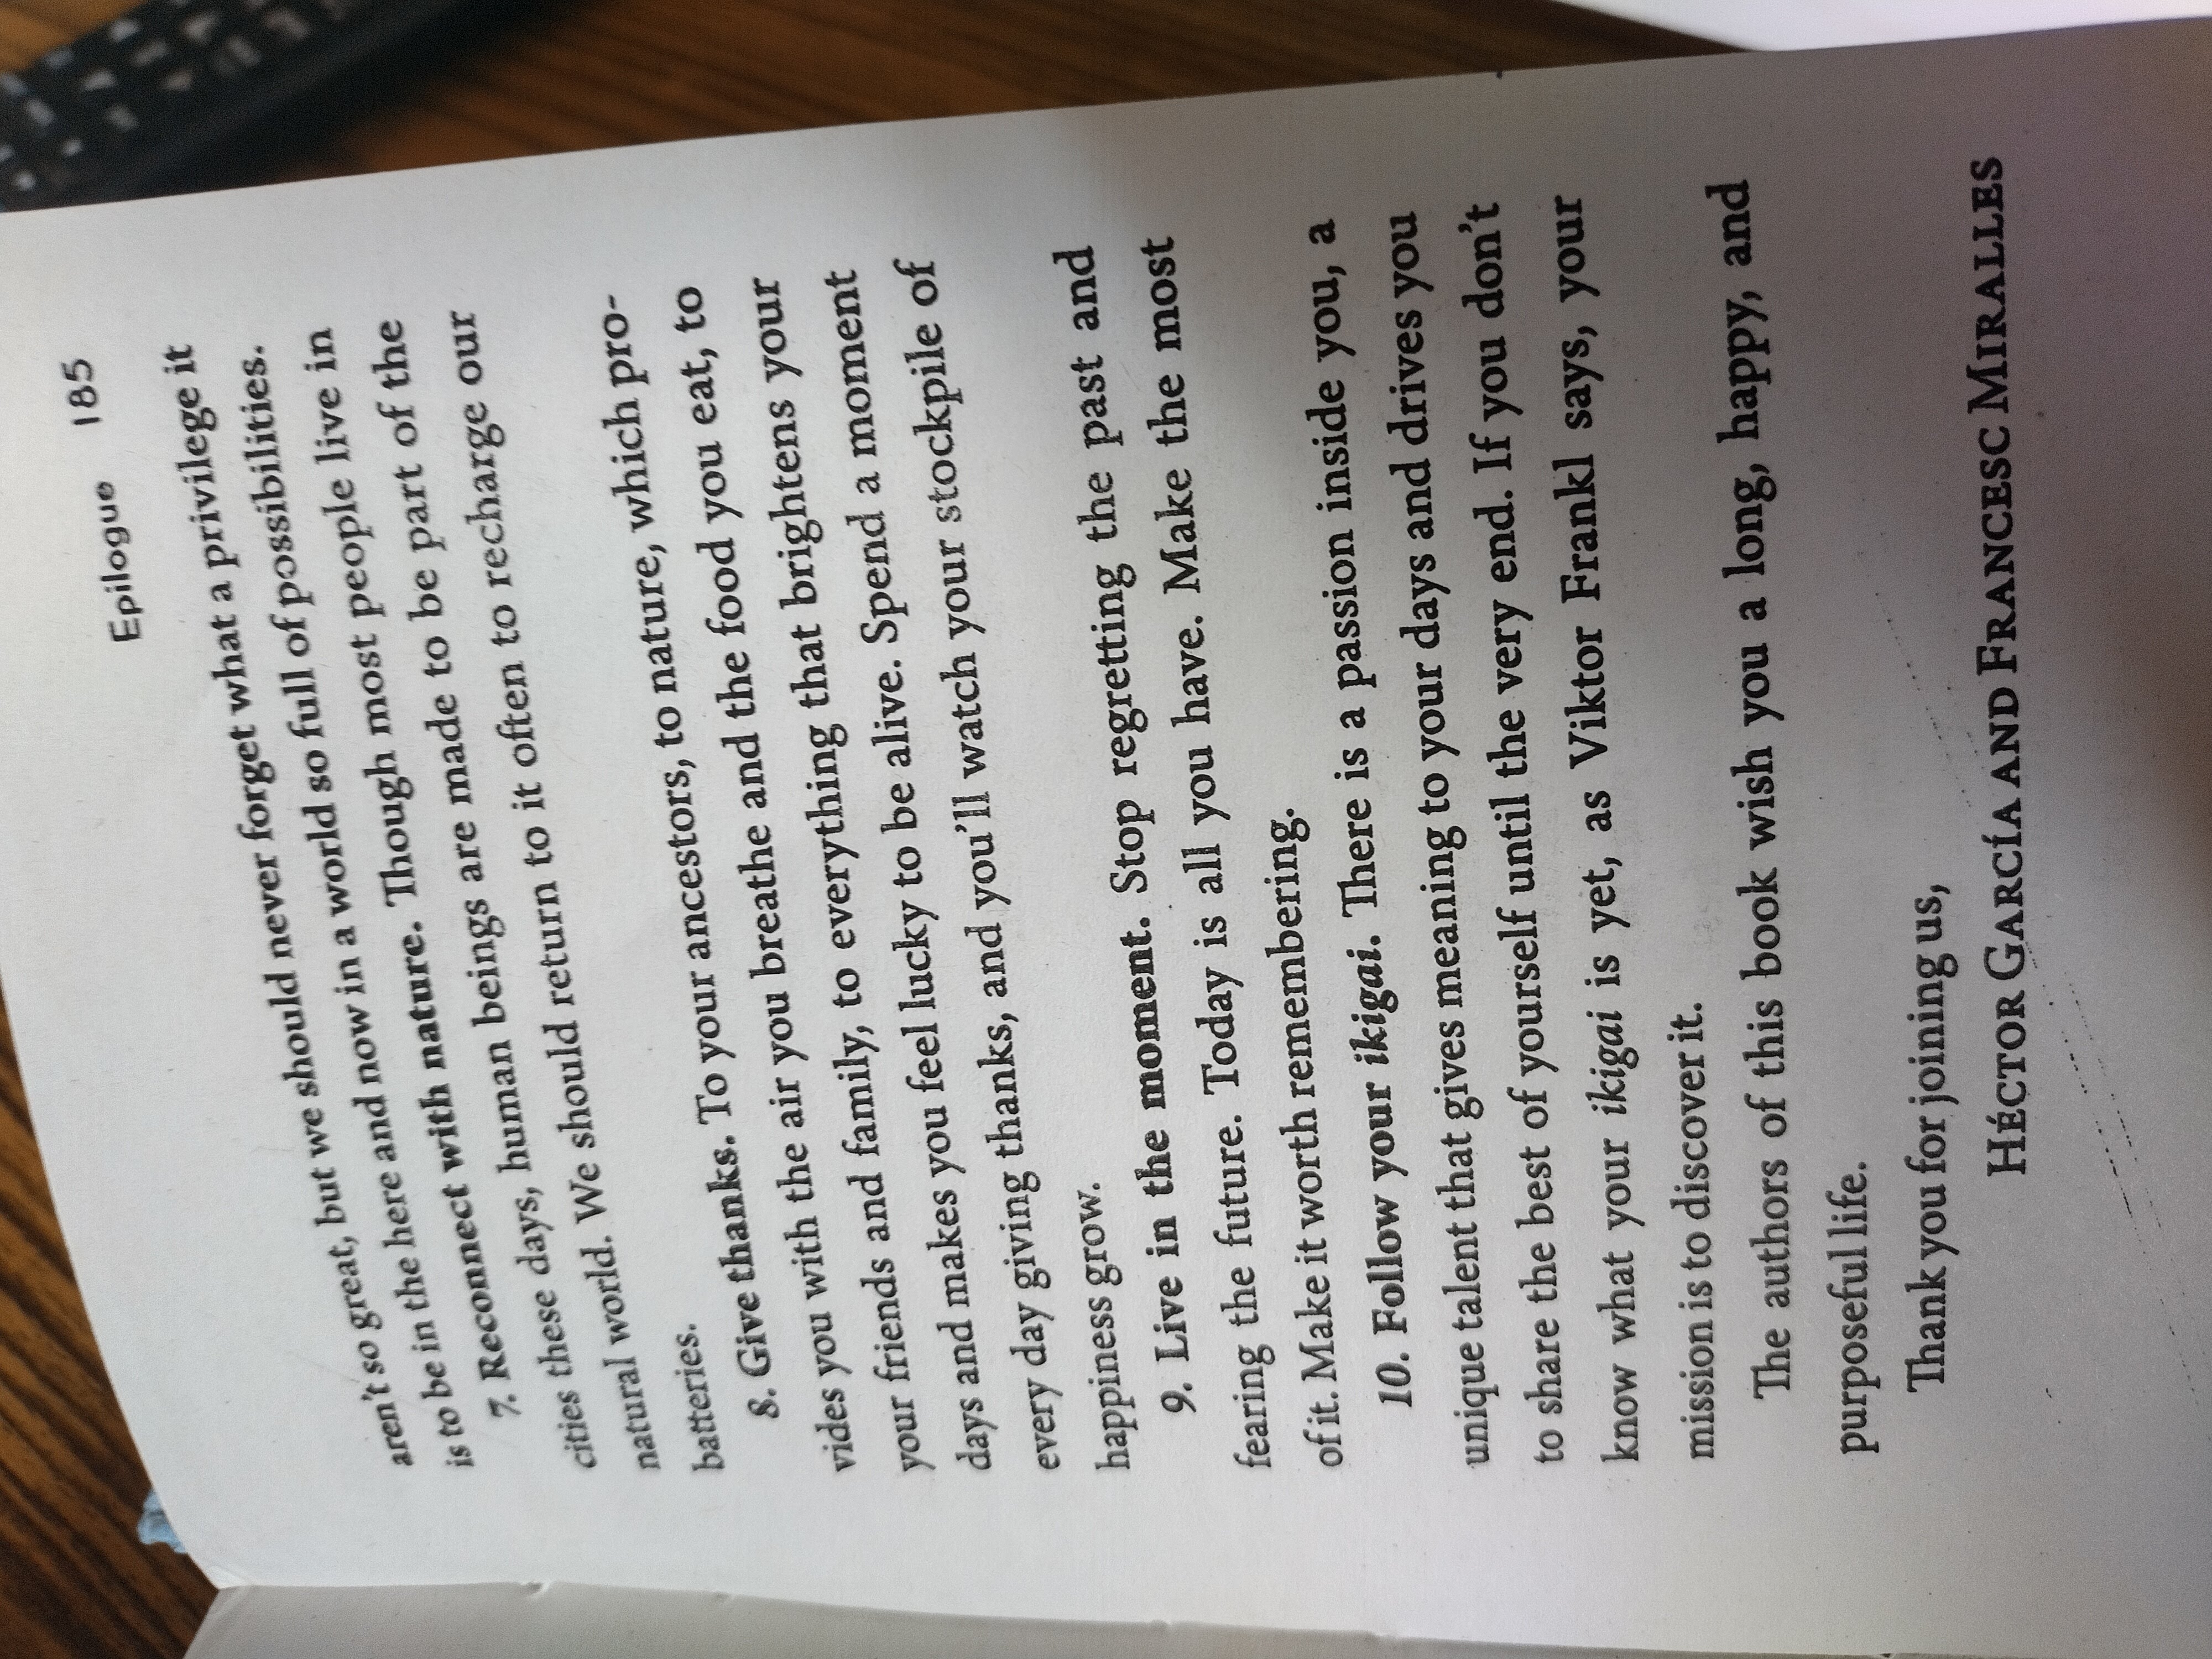 Epilogue 185
aren't so great, but we should never forget what a privilege it
is to be in the here and now in a world so full of possibilities.
7. Reconnect with nature. Though most people live in
cities these days, human beings are made to be part of the
natural world. We should return to it often to recharge our
batteries.
8. Give thanks. To your ancestors, to nature, which pro-
vides you with the air you breathe and the food you eat, to
your friends and family, to everything that brightens your
days and makes you feel lucky to be alive. Spend a moment
every day giving thanks, and you'll watch your stockpile of
happiness grow.
9. Live in the moment. Stop regretting the past and
fearing the future. Today is all you have. Make the most
of it. Make it worth remembering.
10. Follow your ikigai. There is a passion inside you, a
unique talent that gives meaning to your days and drives you
to share the best of yourself until the very end. If you don't
know what your ikigai is yet, as Viktor Frankl says, your
mission is to discover it.
The authors of this book wish you a long, happy, and
purposeful life.
Thank you for joining us,
HÉCTOR GARCÍA AND FRANCESC MIRALLES